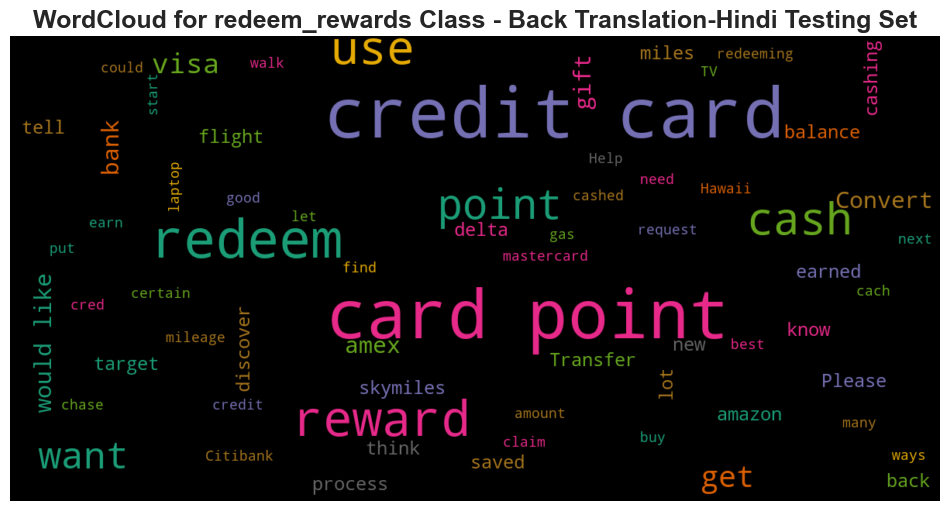 WordCloud for redeem_rewards Class - Back Translation-Hindi Testing Set
use
could
visa
walk
miles
redeeming
TV
cashing
start
gift
credit card
tell
bank
flight
balance
Help
laptop
good
need
Hawaii
cashed
Convert
point
cash
earn
let
delta
gas
request
next
put
redeem
mastercard
find
earned
would like
cred
certain
cach
card point
mileage
discover
amex
new
best
know
target
Transfer
lot
Please
skymiles
chase
credit
reward
amount
amazon
many
claim
buy
want
Citibank
think
saved
ways
process
get
back